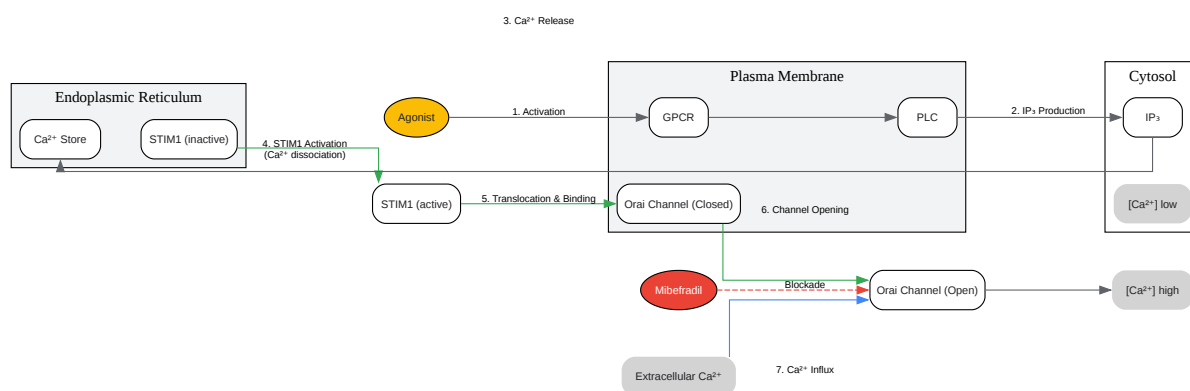 3. Ca²⁺ Release
Plasma Membrane
Cytosol
Endoplasmic Reticulum
Agonist
1. Activation
GPCR
PLC
2. IP₃ Production
IP₃
Ca²⁺ Store
STIM1 (inactive)
4. STIM1 Activation
(Ca²⁺ dissociation)
STIM1 (active)
5. Translocation & Binding
Orai Channel (Closed)
6. Channel Opening
[Ca²⁺] low
Mibefradil
Blockade
Orai Channel (Open)
[Ca²⁺] high
Extracellular Ca²⁺
7. Ca²⁺ Influx